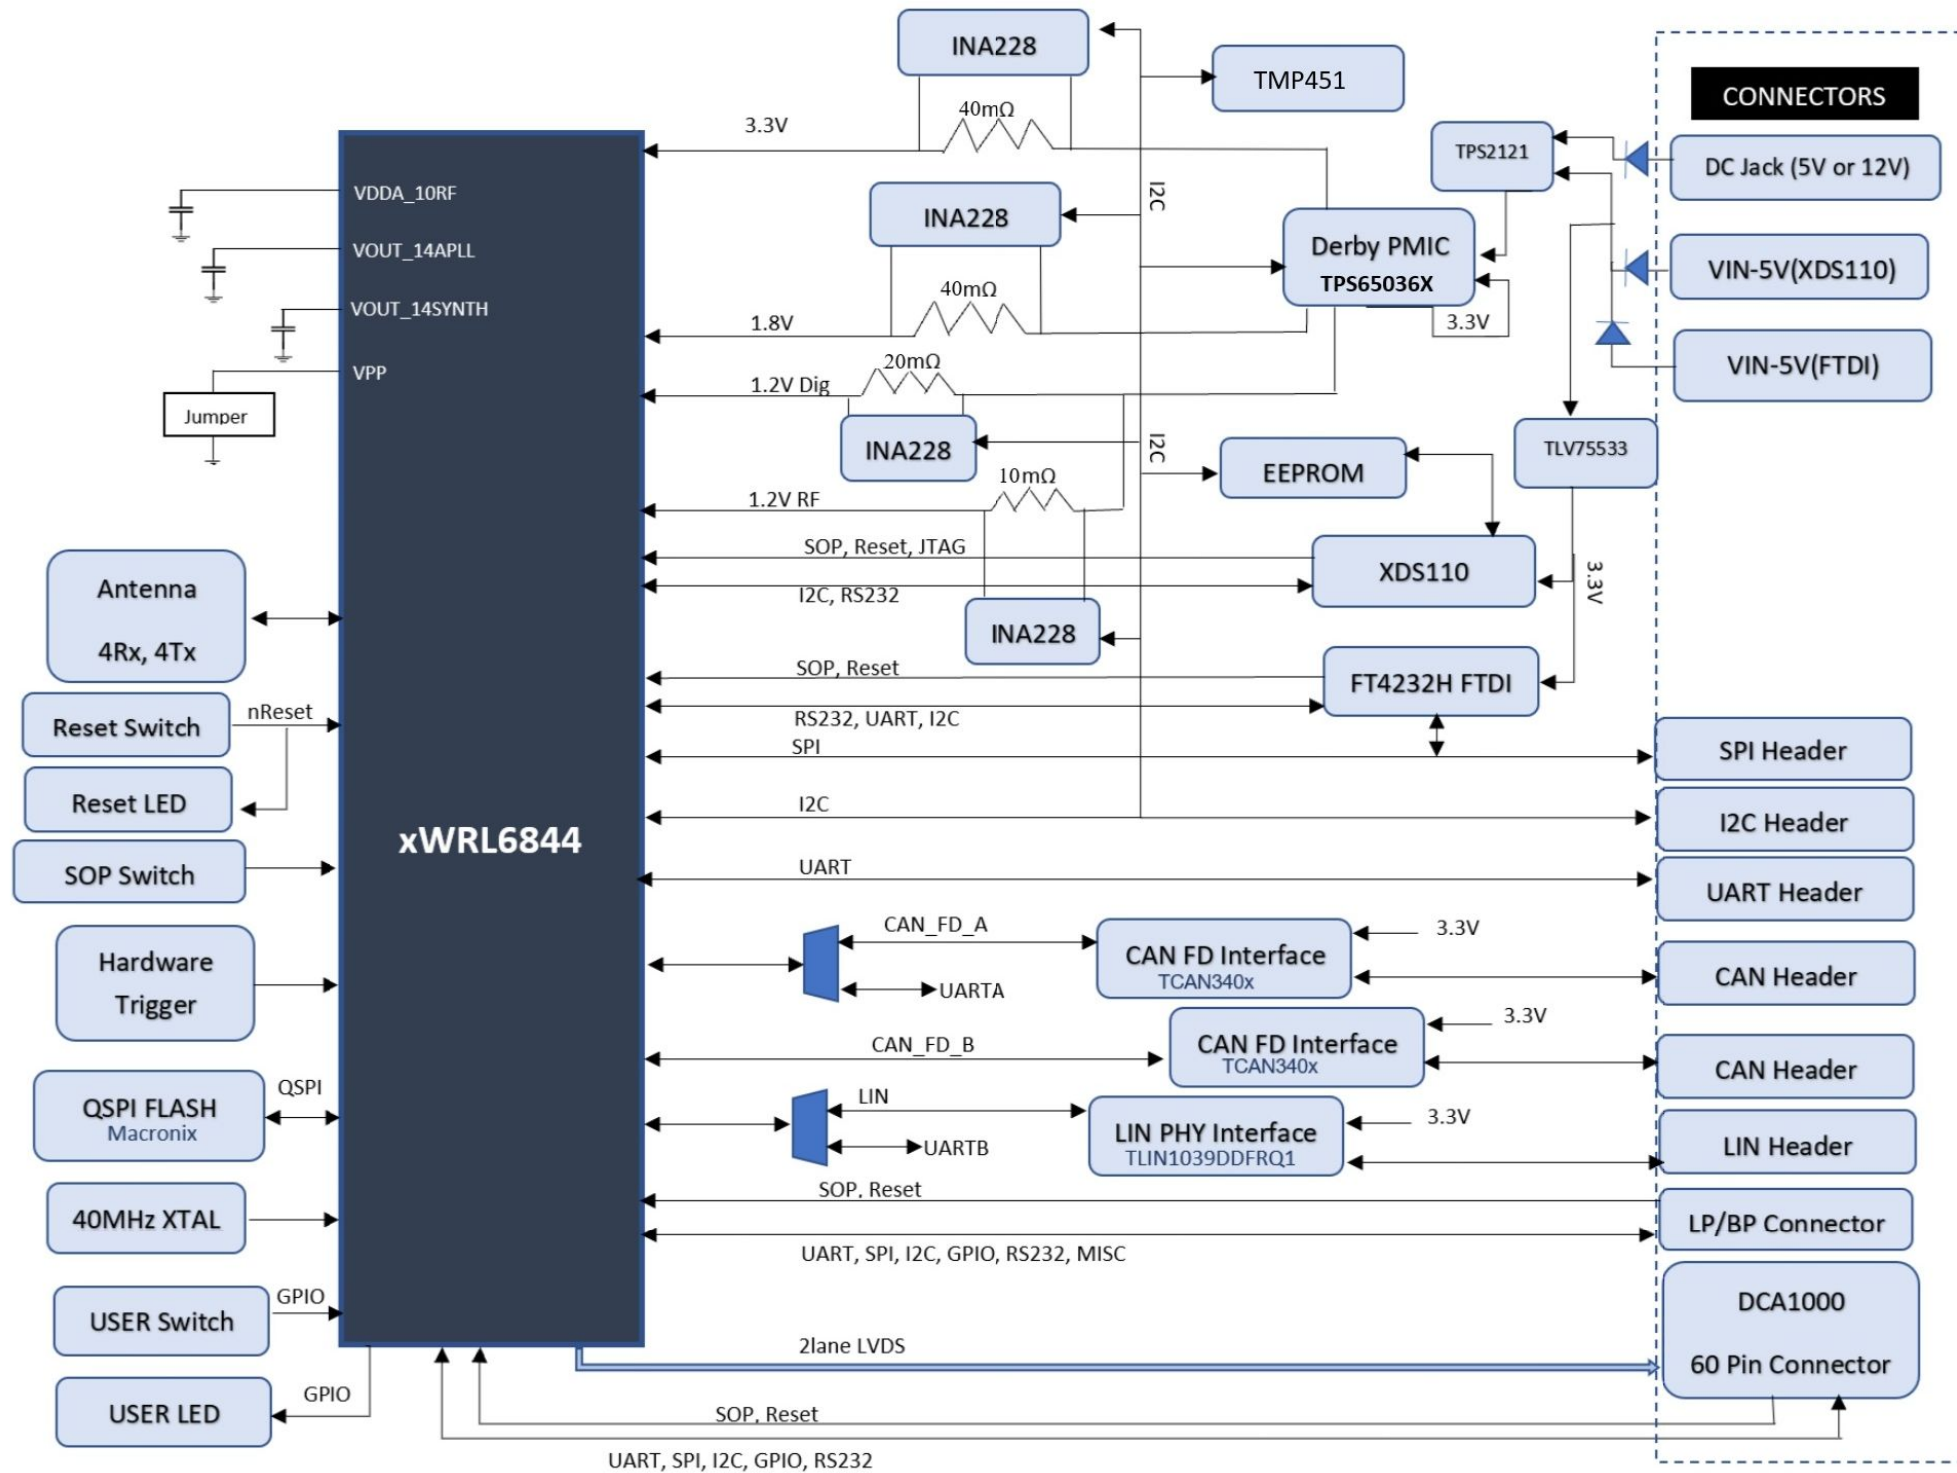 INA228
TMP451
CONNECTORS
40mΩ
3.3V
TPS2121
DC Jack (5V or 12V)
VDDA_10RF
I2C
INA228
Derby PMIC
TPS65036X
VOUT_14APLL
VIN-5V(XDS110)
40mΩ
VOUT_14SYNTH
1.8V
3.3V
20mΩ
VIN-5V(FTDI)
VPP
1.2V Dig
Jumper
INA228
I2C
EEPROM
TLV75533
10mΩ
1.2V RF
SOP, Reset, JTAG
XDS110
3.3V
I2C, RS232
Antenna
4Rx, 4Tx
INA228
SOP, Reset
FT4232H FTDI
RS232, UART, I2C
nReset
Reset Switch
SPI
SPI Header
Reset LED
I2C
I2C Header
xWRL6844
SOP Switch
UART
UART Header
CAN_FD_A
3.3V
CAN FD Interface
TCAN340x
CAN Header
UARTA
Hardware
Trigger
3.3V
CAN_FD_B
CAN FD Interface
TCAN340x
CAN Header
QSPI
QSPI FLASH
Macronix
LIN
3.3V
LIN PHY Interface
TLIN1039DDFRQ1
LIN Header
UARTB
SOP, Reset
40MHz XTAL
LP/BP Connector
UART, SPI, I2C, GPIO, RS232, MISC
GPIO
USER Switch
DCA1000
60 Pin Connector
2lane LVDS
GPIO
USER LED
SOP, Reset
UART, SPI, I2C, GPIO, RS232